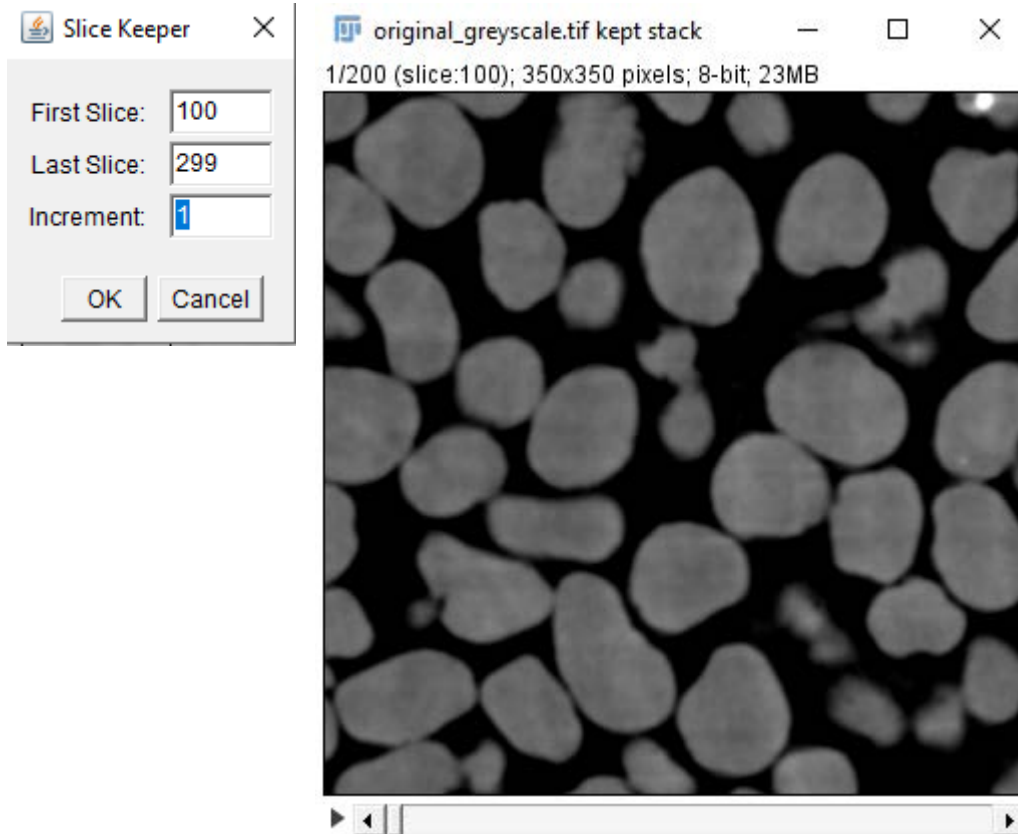 Slice Keeper
First Slice: 100
Last Slice: 299
Increment: 1
OK Cancel
original_greyscale.tif kept stack
1/200 (slice:100); 350x350 pixels; 8-bit; 23MB